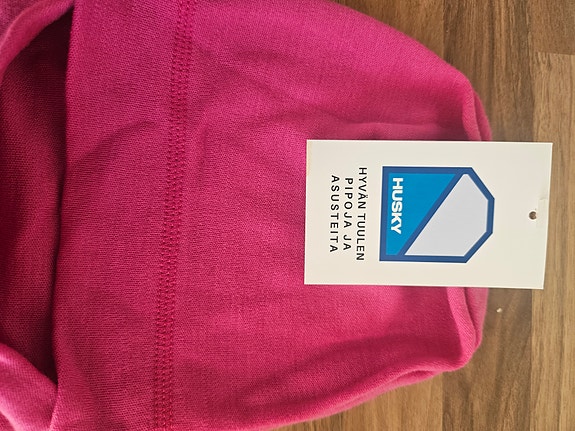 HUSKY
HYVÄN TUULEN
PIPOJA JA
ASUSTEITA